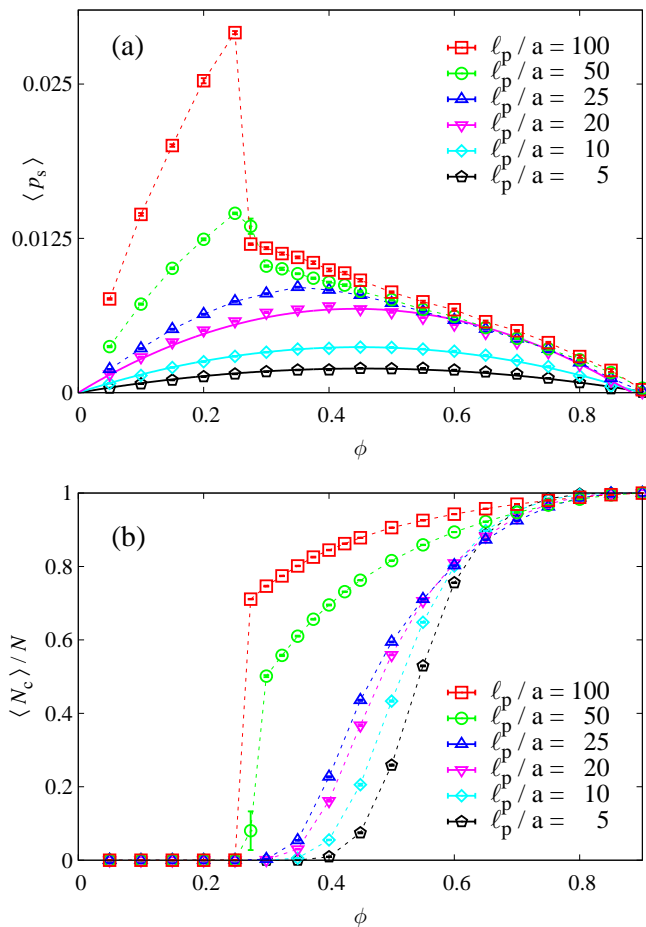 (a)
⟨ pₛ ⟩
0.025
0.0125
0
ℓp / a = 100
ℓp / a = 50
ℓp / a = 25
ℓp / a = 20
ℓp / a = 10
ℓp / a = 5
0 0.2 0.4 0.6 0.8
ϕ
(b)
⟨ N_c ⟩ / N
1
0.8
0.6
0.4
0.2
0
ℓp / a = 100
ℓp / a = 50
ℓp / a = 25
ℓp / a = 20
ℓp / a = 10
ℓp / a = 5
0 0.2 0.4 0.6 0.8
ϕ